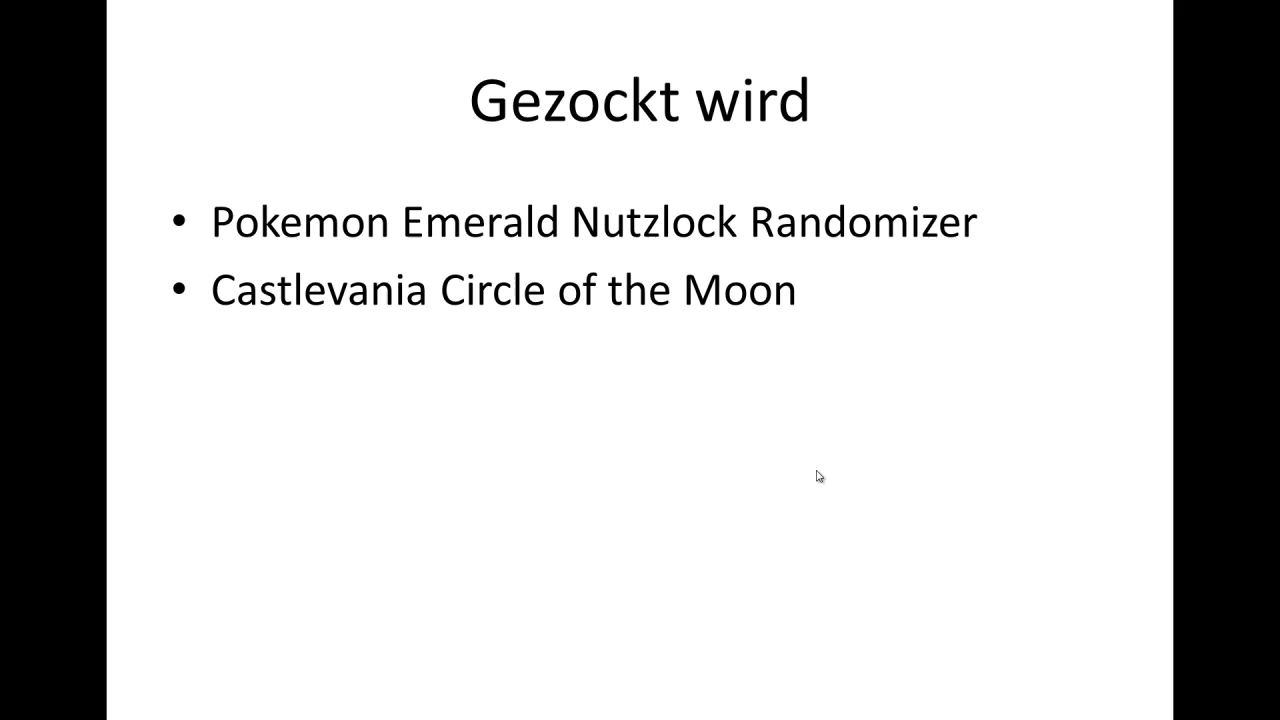 Gezockt wird
• Pokemon Emerald Nutzlock Randomizer
• Castlevania Circle of the Moon